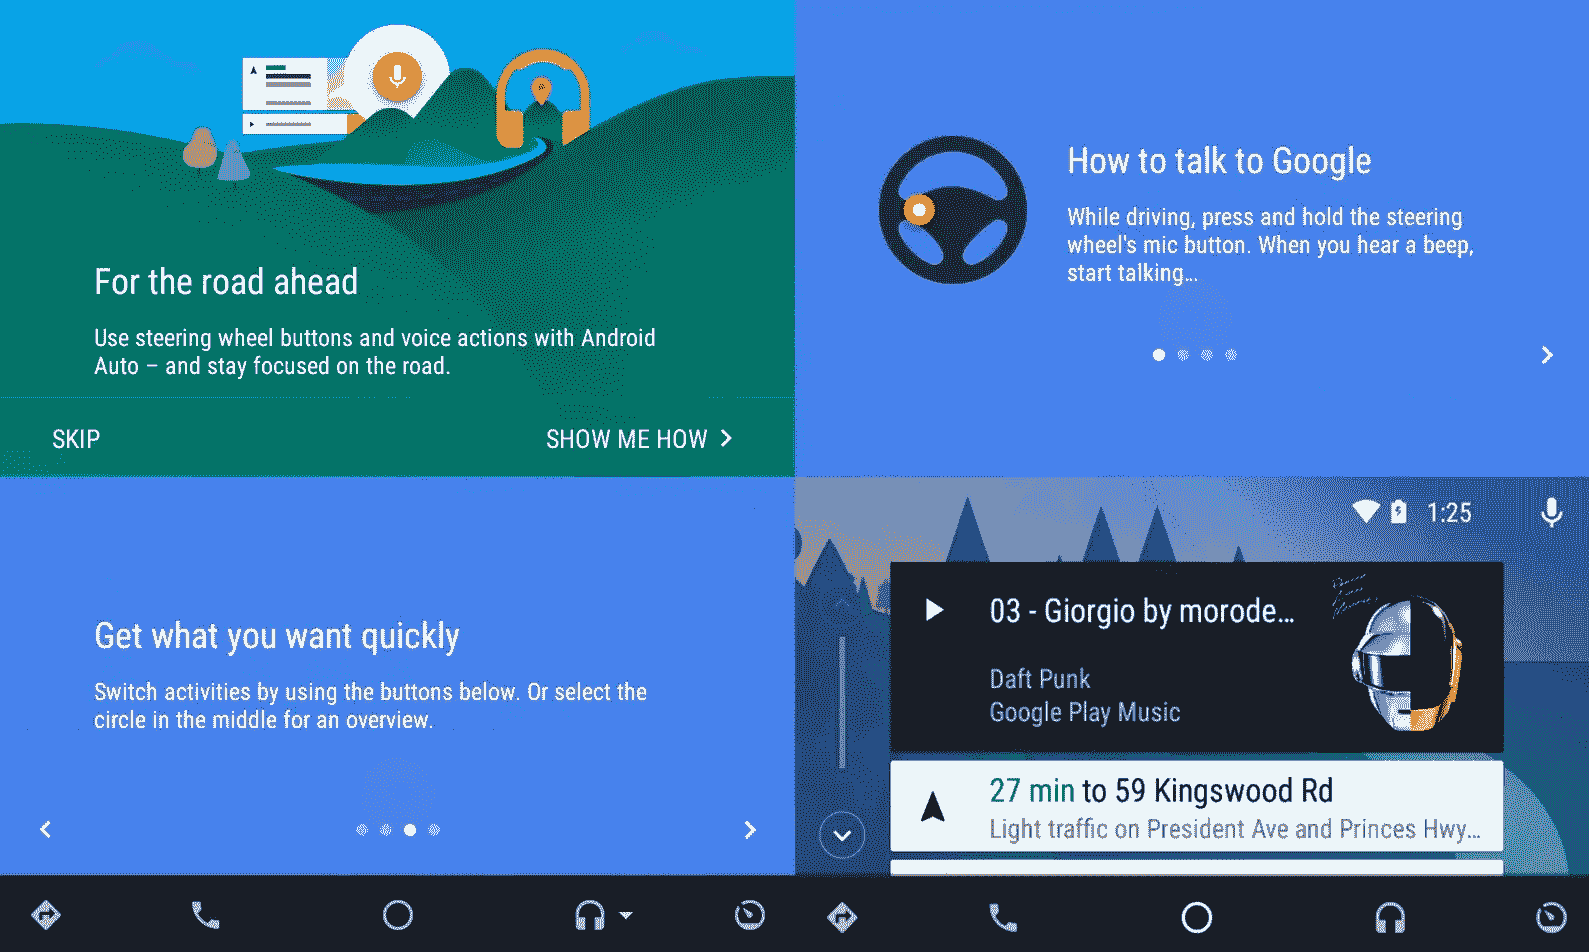 For the road ahead
Use steering wheel buttons and voice actions with Android
Auto – and stay focused on the road.
SKIP
SHOW ME HOW
How to talk to Google
While driving, press and hold the steering
wheel's mic button. When you hear a beep,
start talking...
Get what you want quickly
Switch activities by using the buttons below. Or select the
circle in the middle for an overview.
1:25
03 - Giorgio by morode...
Daft Punk
Google Play Music
27 min to 59 Kingswood Rd
Light traffic on President Ave and Princes Hwy...